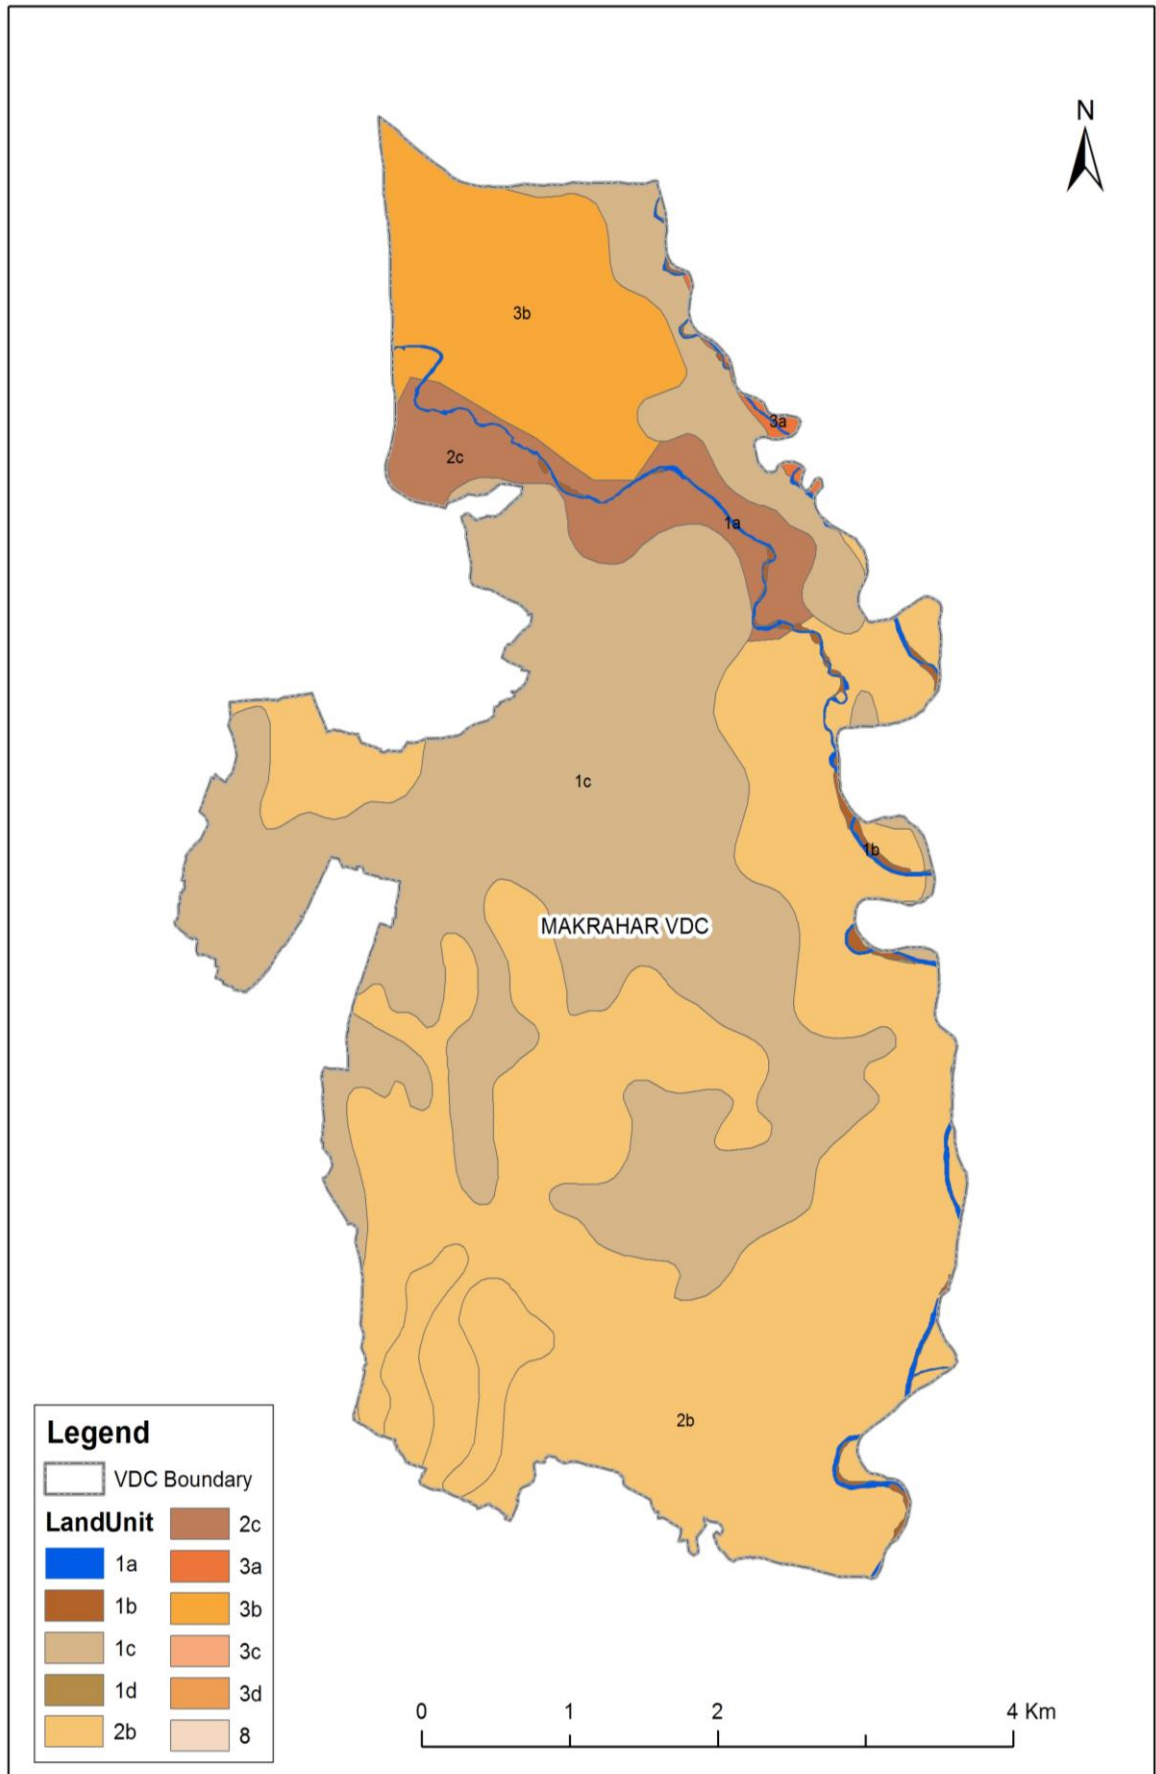 N
3b
3a
2c
1a
1c
1b
MAKRAHAR VDC
2b
Legend
VDC Boundary
LandUnit
1a
1b
1c
1d
2b
2c
3a
3b
3c
3d
8
0 1 2 4 Km